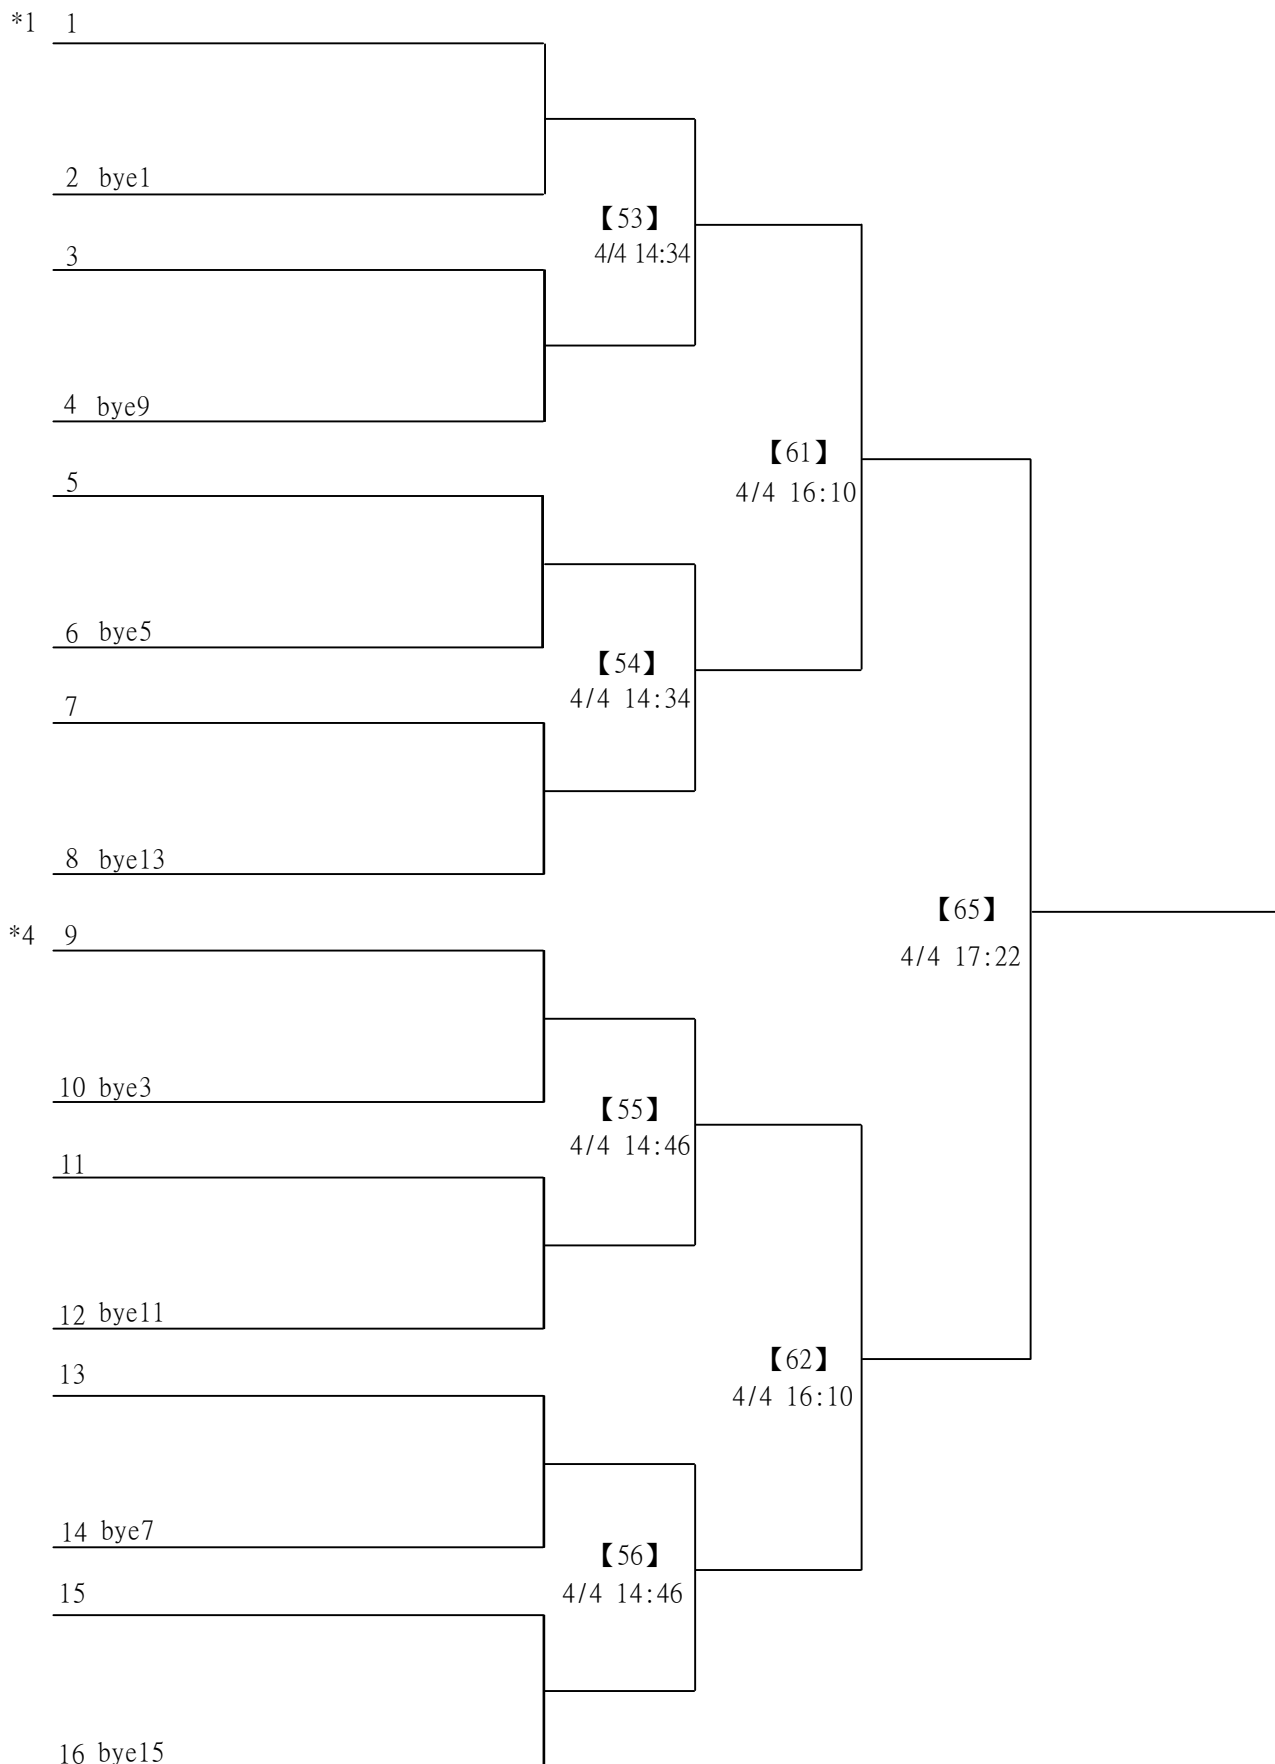 *1 1
2 bye1
【53】
4/4 14:34
3
4 bye9
【61】
4/4 16:10
5
6 bye5
【54】
4/4 14:34
7
8 bye13
【65】
4/4 17:22
*4 9
10 bye3
【55】
4/4 14:46
11
12 bye11
【62】
4/4 16:10
13
14 bye7
【56】
4/4 14:46
15
16 bye15